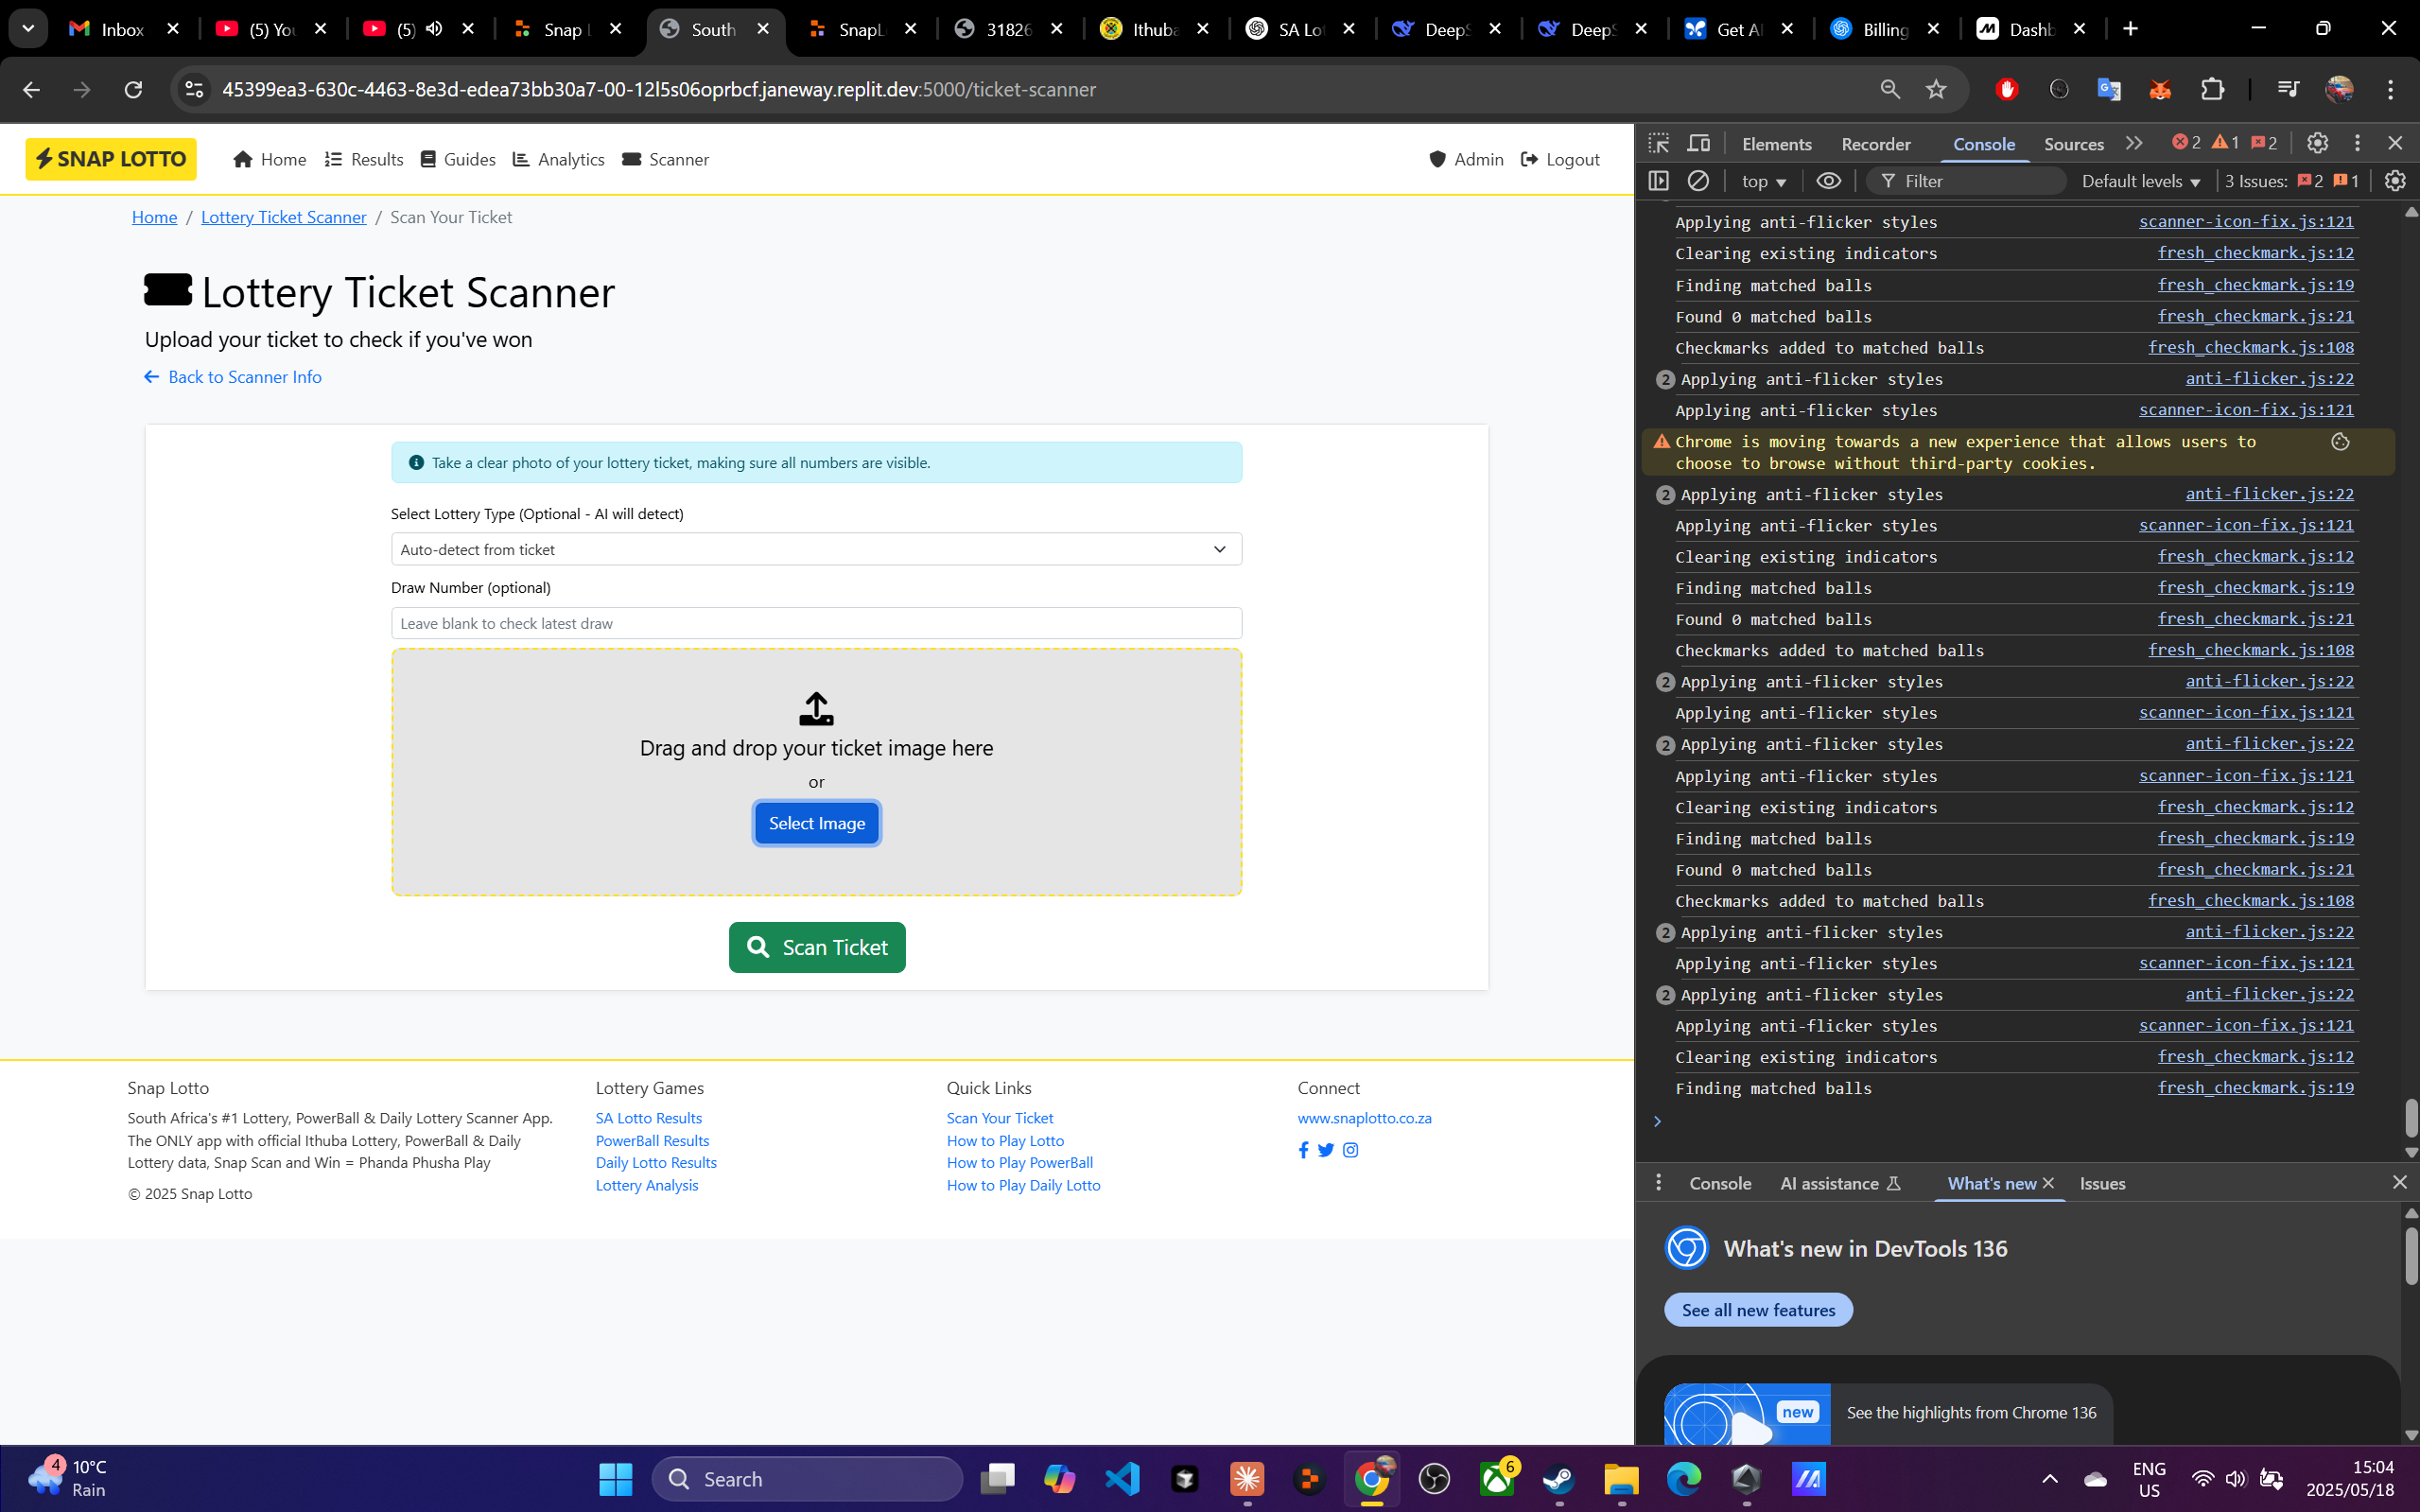 Inbox
(5) You
(5)
Snap L
South
SnapL
31826
Ithuba
SA Lot
DeepS
DeepS
Get AI
Billing
Dashb
45399ea3-630c-4463-8e3d-edea73bb30a7-00-12l5s06oprbcf.janeway.replit.dev:5000/ticket-scanner
SNAP LOTTO
Home
Results
Guides
Analytics
Scanner
Admin
Logout
Home / Lottery Ticket Scanner / Scan Your Ticket
Lottery Ticket Scanner
Upload your ticket to check if you've won
Back to Scanner Info
Take a clear photo of your lottery ticket, making sure all numbers are visible.
Select Lottery Type (Optional - AI will detect)
Auto-detect from ticket
Draw Number (optional)
Leave blank to check latest draw
Drag and drop your ticket image here
or
Select Image
Scan Ticket
Snap Lotto
South Africa's #1 Lottery, PowerBall & Daily Lottery Scanner App.
The ONLY app with official Ithuba Lottery, PowerBall & Daily
Lottery data, Snap Scan and Win = Phanda Phusha Play
© 2025 Snap Lotto
Lottery Games
SA Lotto Results
PowerBall Results
Daily Lotto Results
Lottery Analysis
Quick Links
Scan Your Ticket
How to Play Lotto
How to Play PowerBall
How to Play Daily Lotto
Connect
www.snaplotto.co.za
Elements
Recorder
Console
Sources
2
1
2
top
Filter
Default levels
3 Issues: 2 1
Applying anti-flicker styles scanner-icon-fix.js:121
Clearing existing indicators fresh_checkmark.js:12
Finding matched balls fresh_checkmark.js:19
Found 0 matched balls fresh_checkmark.js:21
Checkmarks added to matched balls fresh_checkmark.js:108
2 Applying anti-flicker styles anti-flicker.js:22
Applying anti-flicker styles scanner-icon-fix.js:121
Chrome is moving towards a new experience that allows users to
choose to browse without third-party cookies.
2 Applying anti-flicker styles anti-flicker.js:22
Applying anti-flicker styles scanner-icon-fix.js:121
Clearing existing indicators fresh_checkmark.js:12
Finding matched balls fresh_checkmark.js:19
Found 0 matched balls fresh_checkmark.js:21
Checkmarks added to matched balls fresh_checkmark.js:108
2 Applying anti-flicker styles anti-flicker.js:22
Applying anti-flicker styles scanner-icon-fix.js:121
2 Applying anti-flicker styles anti-flicker.js:22
Applying anti-flicker styles scanner-icon-fix.js:121
Clearing existing indicators fresh_checkmark.js:12
Finding matched balls fresh_checkmark.js:19
Found 0 matched balls fresh_checkmark.js:21
Checkmarks added to matched balls fresh_checkmark.js:108
2 Applying anti-flicker styles anti-flicker.js:22
Applying anti-flicker styles scanner-icon-fix.js:121
2 Applying anti-flicker styles anti-flicker.js:22
Applying anti-flicker styles scanner-icon-fix.js:121
Clearing existing indicators fresh_checkmark.js:12
Finding matched balls fresh_checkmark.js:19
Console
AI assistance
What's new
Issues
What's new in DevTools 136
See all new features
new
See the highlights from Chrome 136
4
10°C
Rain
Search
6
ENG
US
15:04
2025/05/18